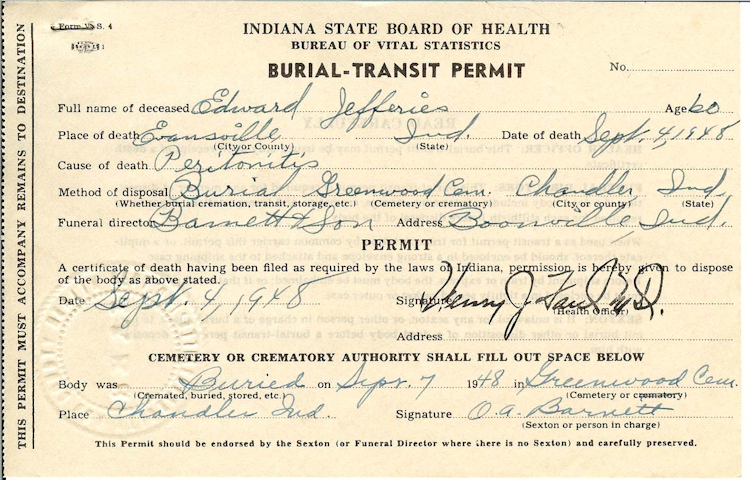 Form V. S. 4
INDIANA STATE BOARD OF HEALTH
BUREAU OF VITAL STATISTICS
BURIAL-TRANSIT PERMIT
No.
Full name of deceased Edward Jefferies Age 60
Place of death Evansville Ind. Date of death Sept. 4, 1948
(City or County) (State)
Cause of death Peritonitis
Method of disposal Burial Greenwood Cem. Chandler Ind.
(Whether burial cremation, transit, storage, etc.) (Cemetery or crematory) (City or county) (State)
Funeral director Barnett & Son Address Boonville Ind.
PERMIT
A certificate of death having been filed as required by the laws of Indiana, permission is hereby given to dispose
of the body as above stated.
Date Sept. 4, 1948 Signature Henry J. M.D.
(Health Officer)
Address
CEMETERY OR CREMATORY AUTHORITY SHALL FILL OUT SPACE BELOW
Body was Buried on Sept. 7 1948 in Greenwood Cem.
(Cremated, buried, stored, etc.) (Cemetery or crematory)
Place Chandler Ind Signature O. A. Barnett
(Sexton or person in charge)
This Permit should be endorsed by the Sexton (or Funeral Director where there is no Sexton) and carefully preserved.
THIS PERMIT MUST ACCOMPANY REMAINS TO DESTINATION